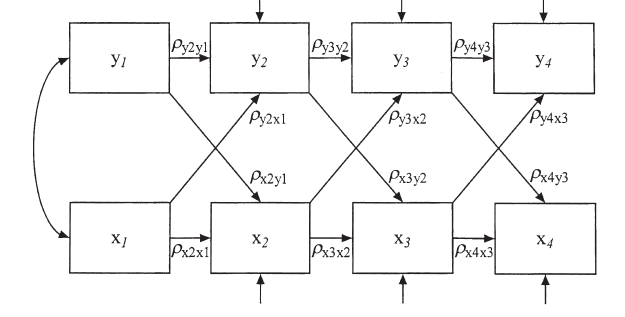 y1 ρy2y1 y2 ρy3y2 y3 ρy4y3 y4
ρy2x1 ρy3x2 ρy4x3
ρx2y1 ρx3y2 ρx4y3
x1 ρx2x1 x2 ρx3x2 x3 ρx4x3 x4